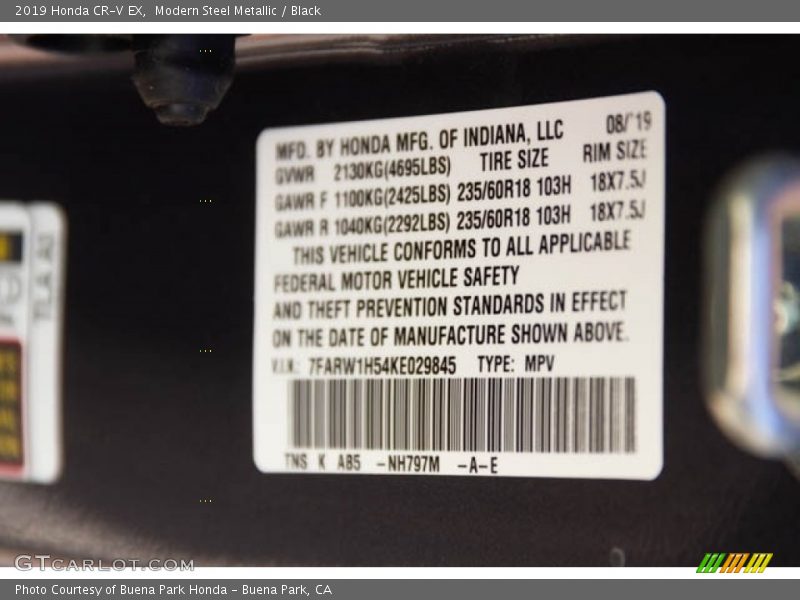 2019 Honda CR-V EX, Modern Steel Metallic / Black
MFD. BY HONDA MFG. OF INDIANA, LLC 08/'19
GVWR 2130KG(4695LBS) TIRE SIZE RIM SIZE
GAWR F 1100KG(2425LBS) 235/60R18 103H 18X7.5J
GAWR R 1040KG(2292LBS) 235/60R18 103H 18X7.5J
THIS VEHICLE CONFORMS TO ALL APPLICABLE
FEDERAL MOTOR VEHICLE SAFETY
AND THEFT PREVENTION STANDARDS IN EFFECT
ON THE DATE OF MANUFACTURE SHOWN ABOVE.
V.I.N.: 7FARW1H54KE029845 TYPE: MPV
TNS K AB5 -NH797M -A-E
GTCARLOT.COM
Photo Courtesy of Buena Park Honda - Buena Park, CA